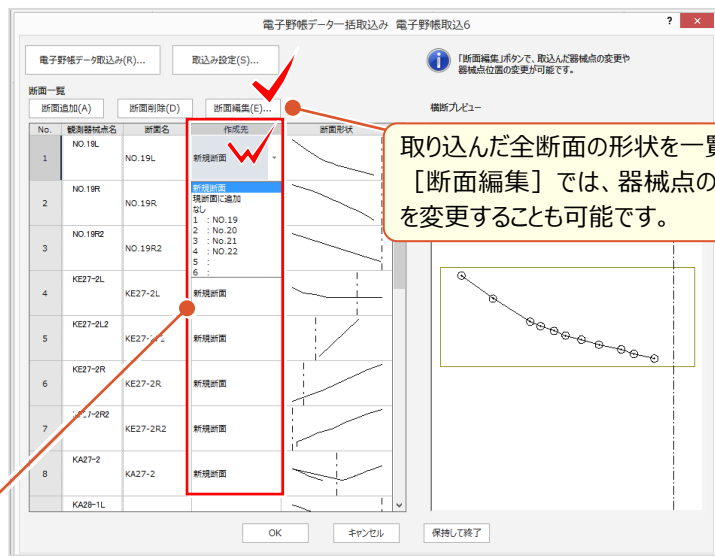 電子野帳データ一括取込み 電子野帳取込6
?
×
電子野帳データ取込み(R)...
取込み設定(S)...
「断面編集」ボタンで、取込んだ器械点の変更や
器械点位置の変更が可能です。
断面一覧
断面追加(A)
断面削除(D)
断面編集(E)...
横断プレビュー
No. 観測器械点名 断面名 作成先 断面形状
取り込んだ全断面の形状を一覧
［断面編集］では、器械点の
を変更することも可能です。
1 NO.19L NO.19L 新規断面
新規断面
現断面に追加
なし
1 : NO.19
2 : No.20
3 : No.21
4 : NO.22
5 :
6 :
2 NO.19R NO.19R
3 NO.19R2 NO.19R2
4 KE27-2L KE27-2L 新規断面
5 KE27-2L2 新規断面
6 KE27-2R KE27-2R 新規断面
7 KE27-2R2 新規断面
8 KA27-2 KA27-2 新規断面
KA28-1L
OK
キャンセル
保持して終了